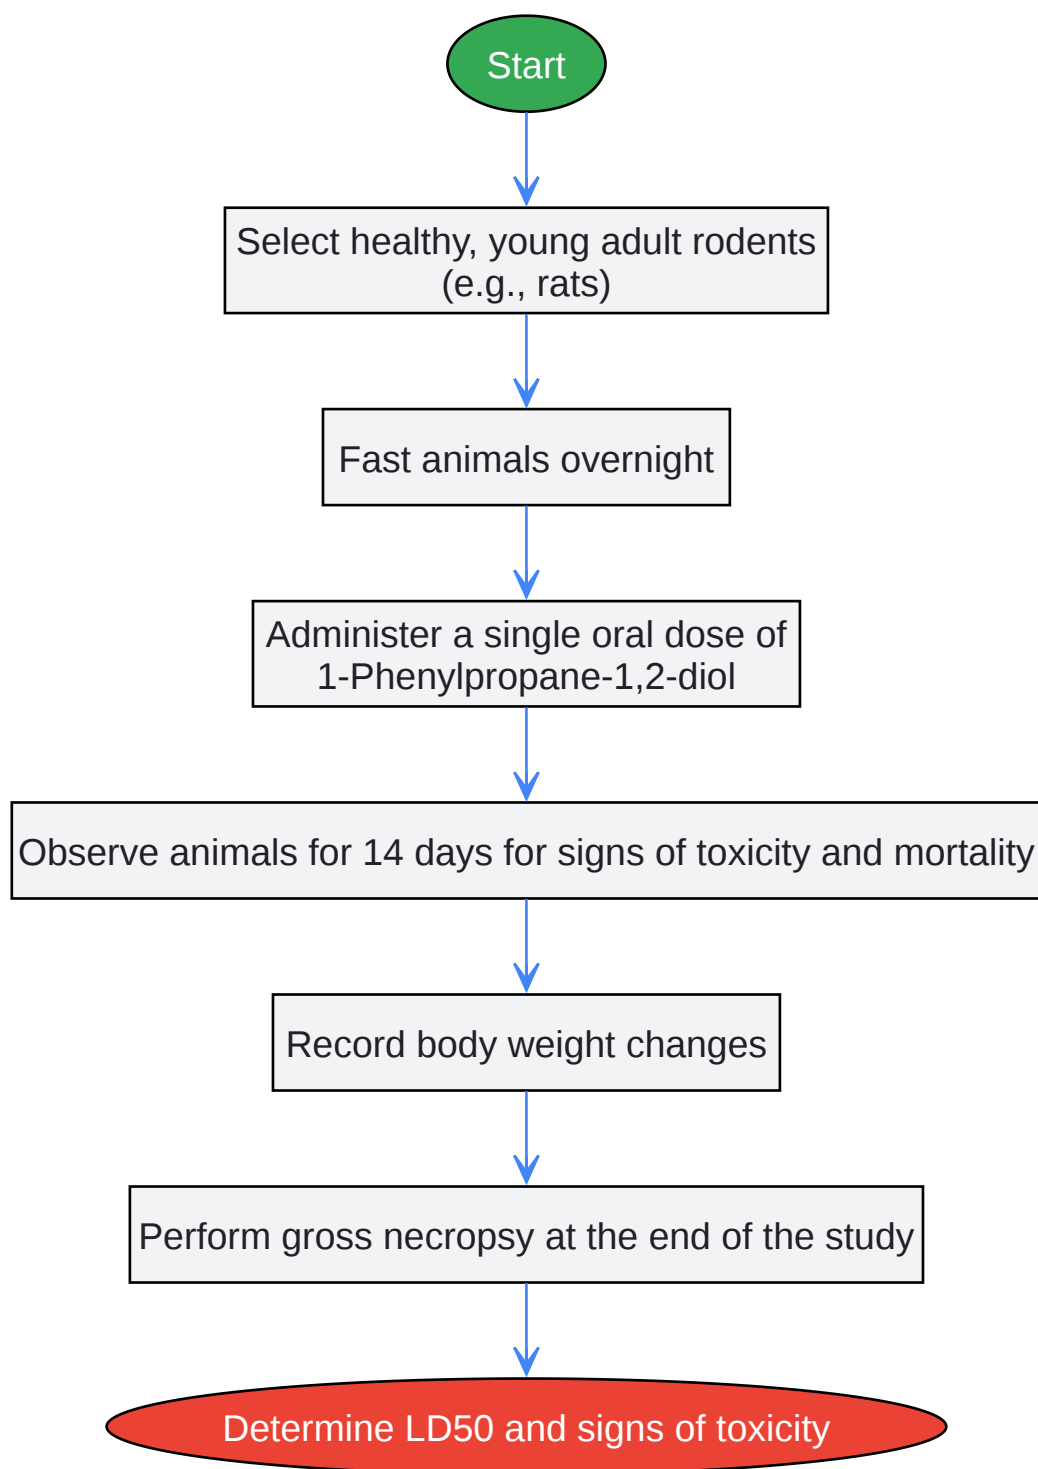 Start
Select healthy, young adult rodents
(e.g., rats)
Fast animals overnight
Administer a single oral dose of
1-Phenylpropane-1,2-diol
Observe animals for 14 days for signs of toxicity and mortality
Record body weight changes
Perform gross necropsy at the end of the study
Determine LD50 and signs of toxicity